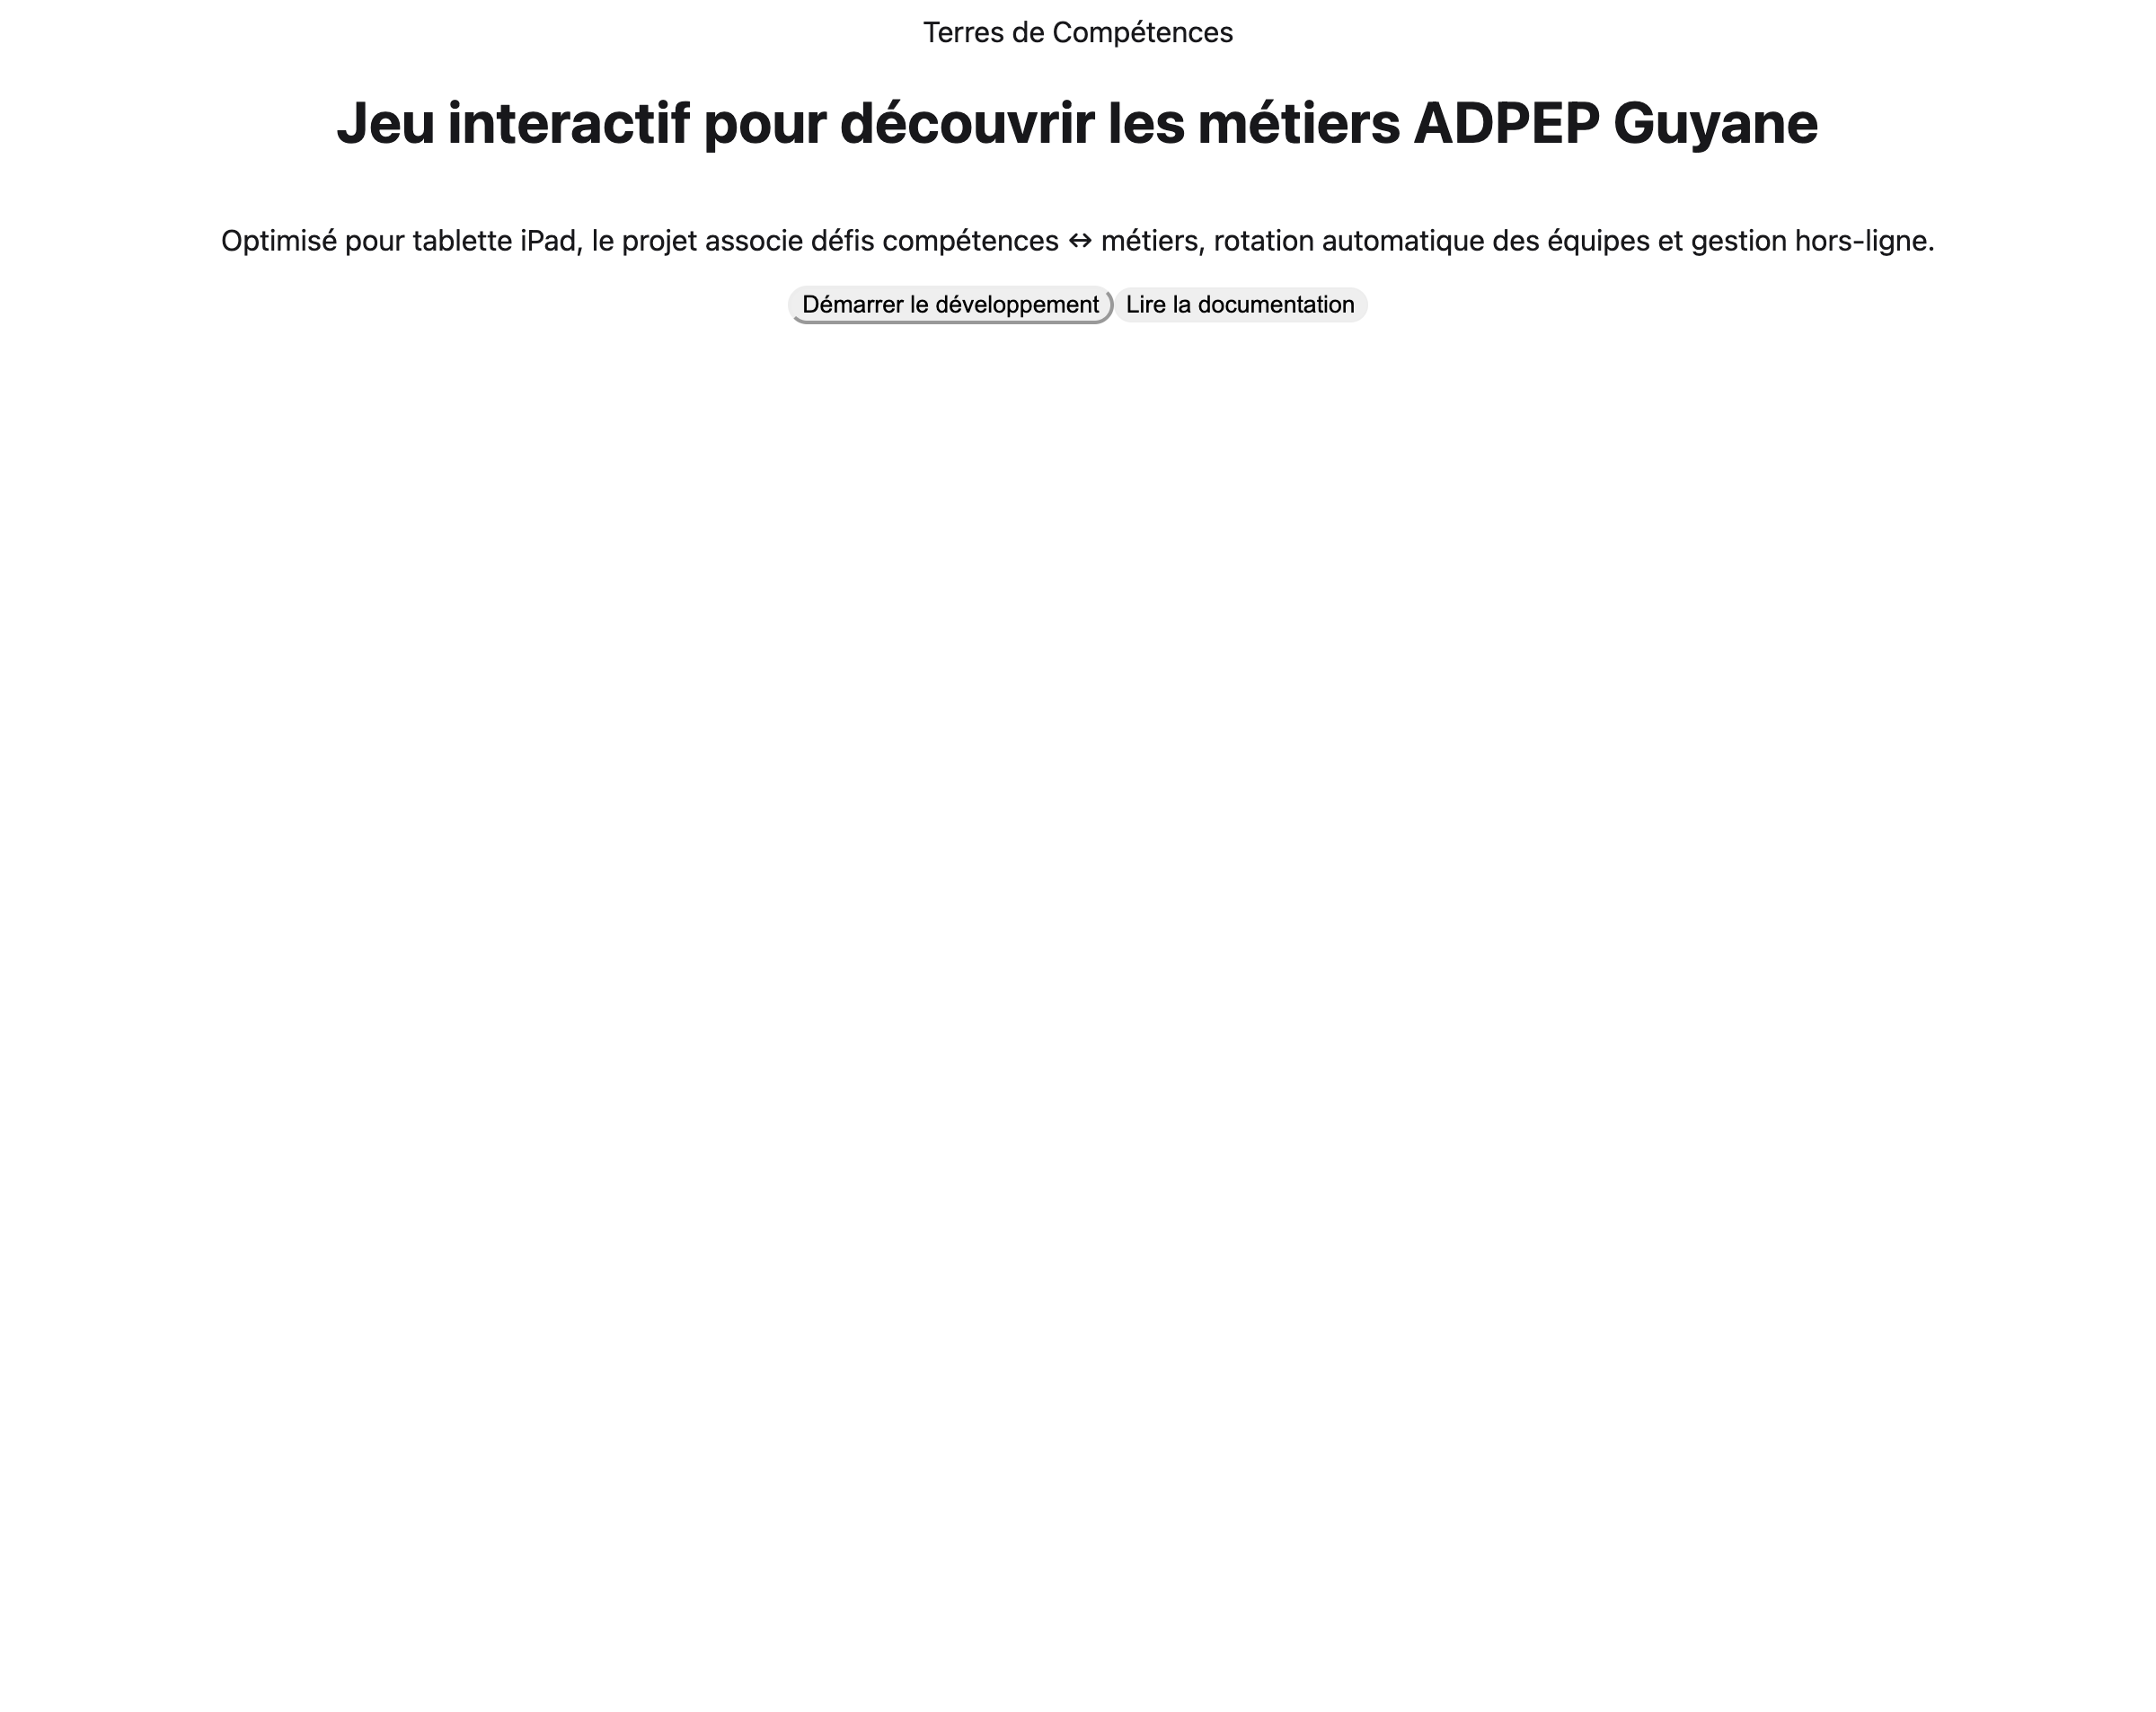 Terres de Compétences
Jeu interactif pour découvrir les métiers ADPEP Guyane
Optimisé pour tablette iPad, le projet associe défis compétences ↔ métiers, rotation automatique des équipes et gestion hors-ligne.
Démarrer le développement Lire la documentation